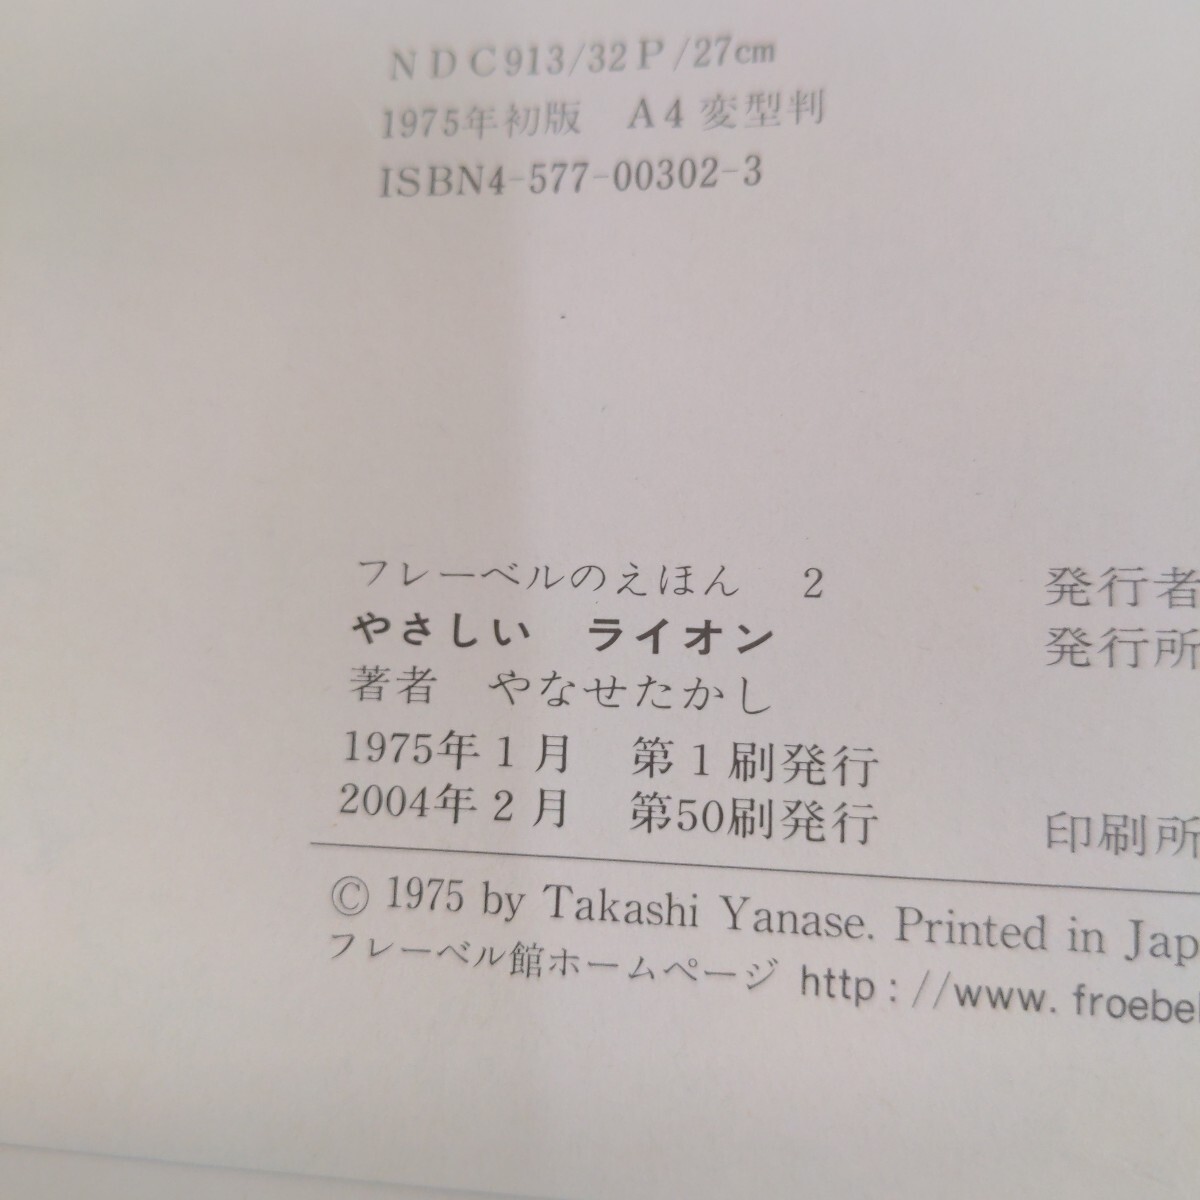 NDC913/32P/27cm
1975年初版 A4変型判
ISBN4-577-00302-3
フレーベルのえほん 2
やさしい ライオン
著者 やなせたかし
1975年1月 第1刷発行
2004年2月 第50刷発行
発行者
発行所
印刷所
© 1975 by Takashi Yanase. Printed in Jap
フレーベル館ホームページ http://www.froebel